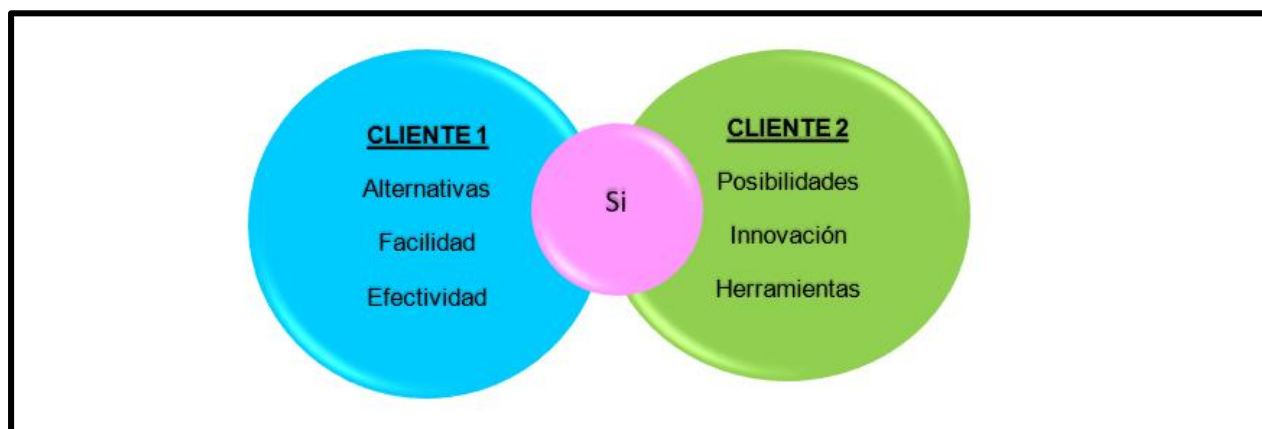 CLIENTE 1
Alternativas
Facilidad
Efectividad
Si
CLIENTE 2
Posibilidades
Innovación
Herramientas